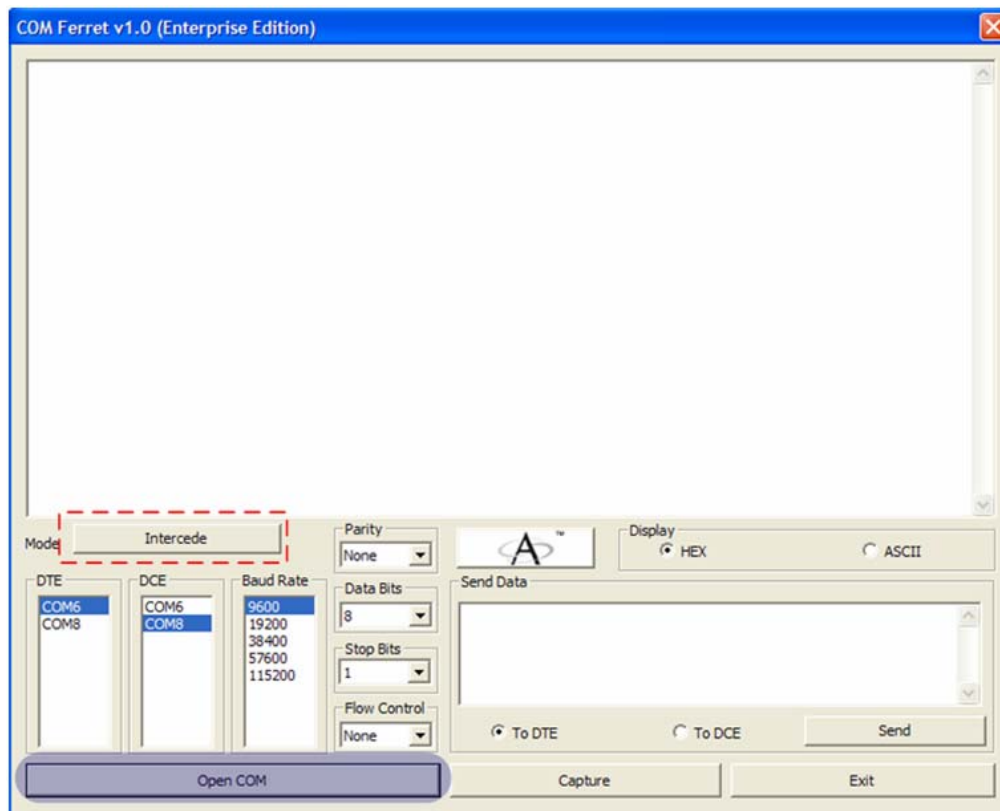 COM Ferret v1.0 (Enterprise Edition)
Mode
Intercede
Parity
None
A™
Display
HEX
ASCII
DTE
COM6
COM8
DCE
COM6
COM8
Baud Rate
9600
19200
38400
57600
115200
Data Bits
8
Stop Bits
1
Flow Control
None
Send Data
To DTE
To DCE
Send
Open COM
Capture
Exit